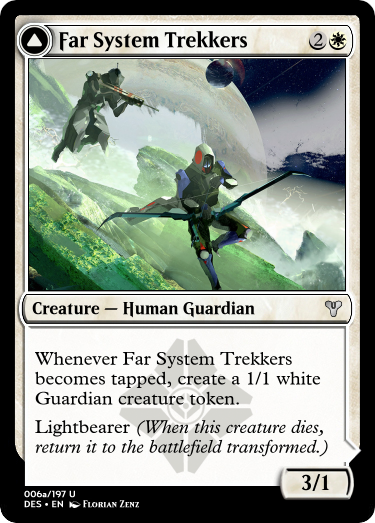 Far System Trekkers 2
Creature — Human Guardian
Whenever Far System Trekkers
becomes tapped, create a 1/1 white
Guardian creature token.
Lightbearer (When this creature dies,
return it to the battlefield transformed.)
3/1
006a/197 U
DES • EN Florian Zenz